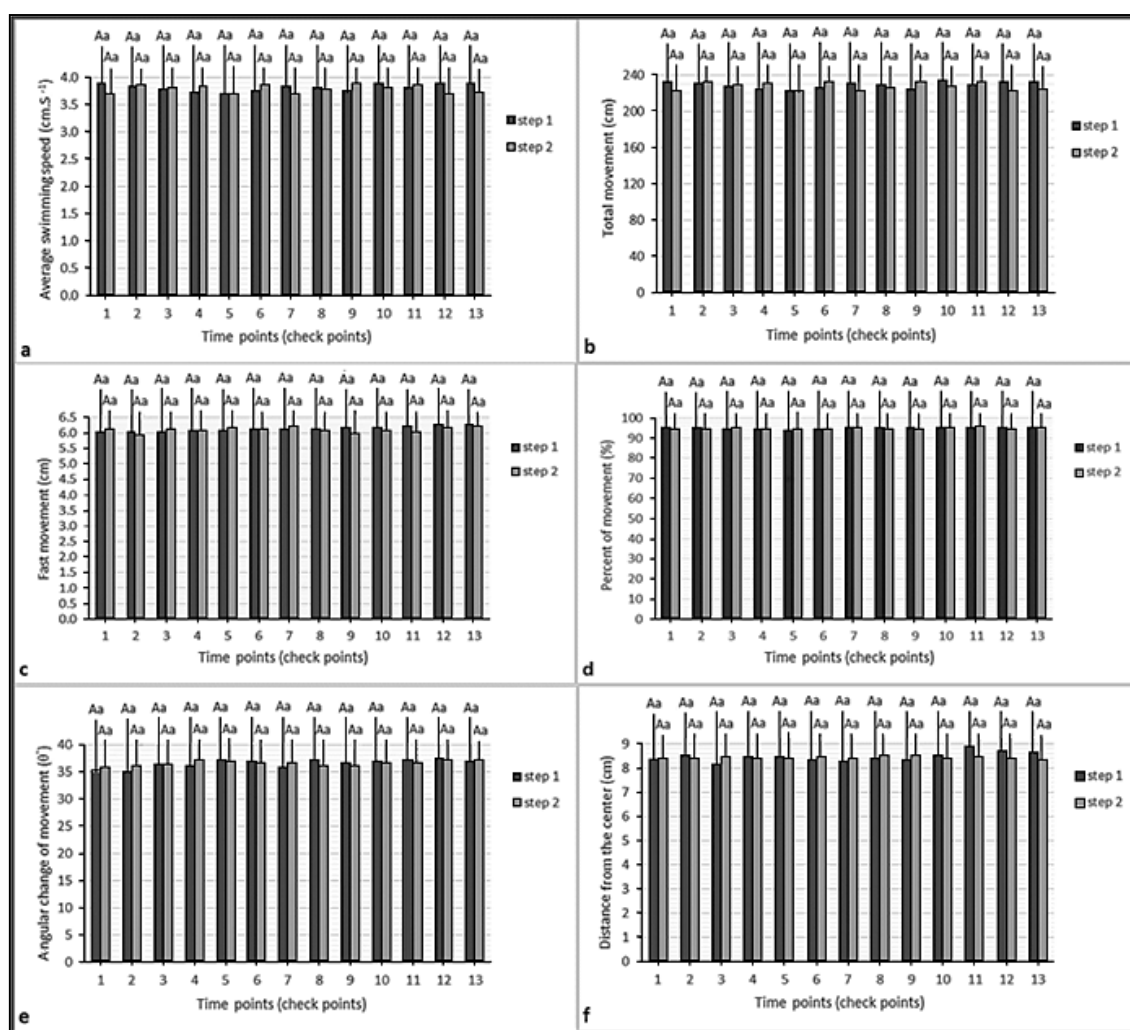 Aa Aa Aa Aa Aa Aa Aa Aa Aa Aa Aa Aa Aa
Aa Aa Aa Aa Aa Aa Aa Aa Aa Aa Aa Aa Aa
4.0
3.5
3.0
2.5
2.0
1.5
1.0
0.5
0.0
Average swimming speed (cm.S⁻¹)
1 2 3 4 5 6 7 8 9 10 11 12 13
Time points (check points)
step 1
step 2
a
Aa Aa Aa Aa Aa Aa Aa Aa Aa Aa Aa Aa Aa
Aa Aa Aa Aa Aa Aa Aa Aa Aa Aa Aa Aa Aa
240
200
160
120
80
40
0
Total movement (cm)
1 2 3 4 5 6 7 8 9 10 11 12 13
Time points (check points)
step 1
step 2
b
Aa Aa Aa Aa Aa Aa Aa Aa Aa Aa Aa Aa Aa
Aa Aa Aa Aa Aa Aa Aa Aa Aa Aa Aa Aa Aa
6.5
6.0
5.5
5.0
4.5
4.0
3.5
3.0
2.5
2.0
1.5
1.0
0.5
0.0
Fast movement (cm)
1 2 3 4 5 6 7 8 9 10 11 12 13
Time points (check points)
step 1
step 2
c
Aa Aa Aa Aa Aa Aa Aa Aa Aa Aa Aa Aa Aa
Aa Aa Aa Aa Aa Aa Aa Aa Aa Aa Aa Aa Aa
100
90
80
70
60
50
40
30
20
10
0
Percent of movement (%)
1 2 3 4 5 6 7 8 9 10 11 12 13
Time points (check points)
step 1
step 2
d
Aa Aa Aa Aa Aa Aa Aa Aa Aa Aa Aa Aa Aa
Aa Aa Aa Aa Aa Aa Aa Aa Aa Aa Aa Aa Aa
40
35
30
25
20
15
10
5
0
Angular change of movement (θ°)
1 2 3 4 5 6 7 8 9 10 11 12 13
Time points (check points)
step 1
step 2
e
Aa Aa Aa Aa Aa Aa Aa Aa Aa Aa Aa Aa Aa
Aa Aa Aa Aa Aa Aa Aa Aa Aa Aa Aa Aa Aa
9
8
7
6
5
4
3
2
1
0
Distance from the center (cm)
1 2 3 4 5 6 7 8 9 10 11 12 13
Time points (check points)
step 1
step 2
f